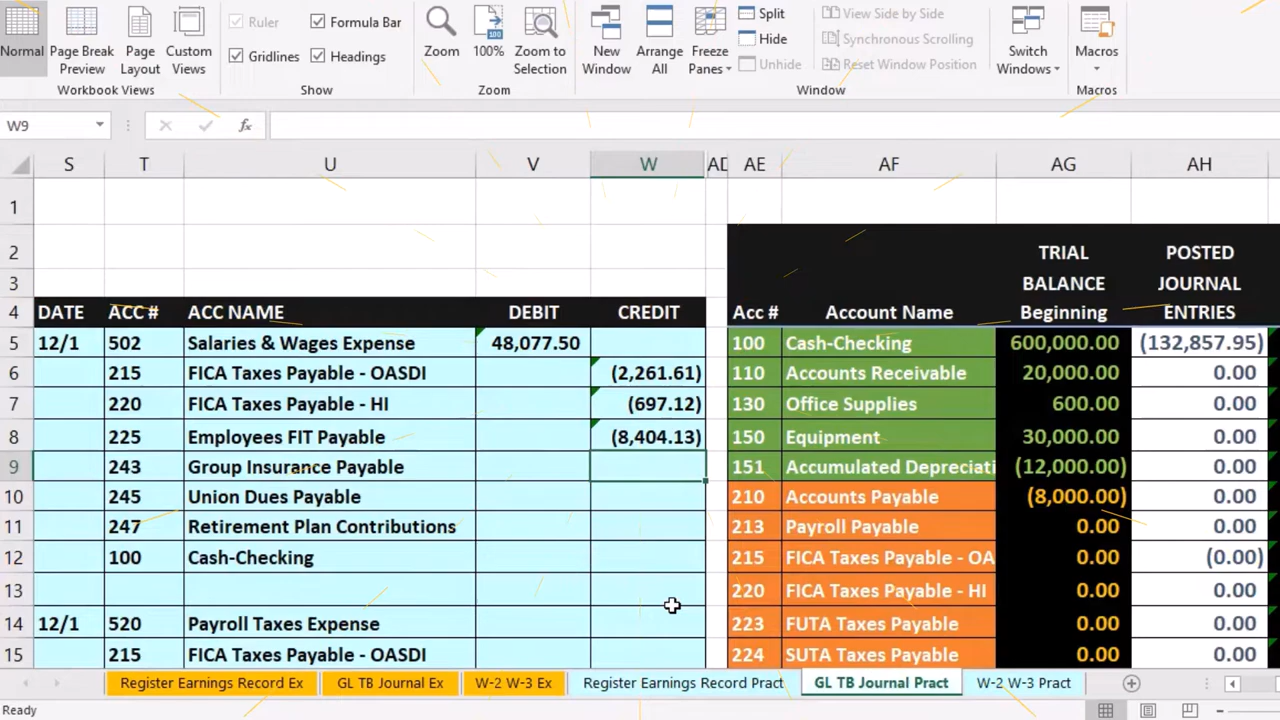 Normal
Page Break Preview
Page Layout
Custom Views
Workbook Views
Ruler
Formula Bar
Gridlines
Headings
Show
Zoom
100%
Zoom to Selection
Zoom
New Window
Arrange All
Freeze Panes
Split
Hide
Unhide
View Side by Side
Synchronous Scrolling
Reset Window Position
Window
Switch Windows
Macros
Macros
W9 fx
S T U V W AD AE AF AG AH
1
2 TRIAL POSTED
3 BALANCE JOURNAL
4 DATE ACC # ACC NAME DEBIT CREDIT Acc # Account Name Beginning ENTRIES
5 12/1 502 Salaries & Wages Expense 48,077.50 100 Cash-Checking 600,000.00 (132,857.95)
6 215 FICA Taxes Payable - OASDI (2,261.61) 110 Accounts Receivable 20,000.00 0.00
7 220 FICA Taxes Payable - HI (697.12) 130 Office Supplies 600.00 0.00
8 225 Employees FIT Payable (8,404.13) 150 Equipment 30,000.00 0.00
9 243 Group Insurance Payable 151 Accumulated Depreciati (12,000.00) 0.00
10 245 Union Dues Payable 210 Accounts Payable (8,000.00) 0.00
11 247 Retirement Plan Contributions 213 Payroll Payable 0.00 0.00
12 100 Cash-Checking 215 FICA Taxes Payable - OA 0.00 (0.00)
13 220 FICA Taxes Payable - HI 0.00 0.00
14 12/1 520 Payroll Taxes Expense 223 FUTA Taxes Payable 0.00 0.00
15 215 FICA Taxes Payable - OASDI 224 SUTA Taxes Payable 0.00 0.00
Register Earnings Record Ex GL TB Journal Ex W-2 W-3 Ex Register Earnings Record Pract GL TB Journal Pract W-2 W-3 Pract
Ready